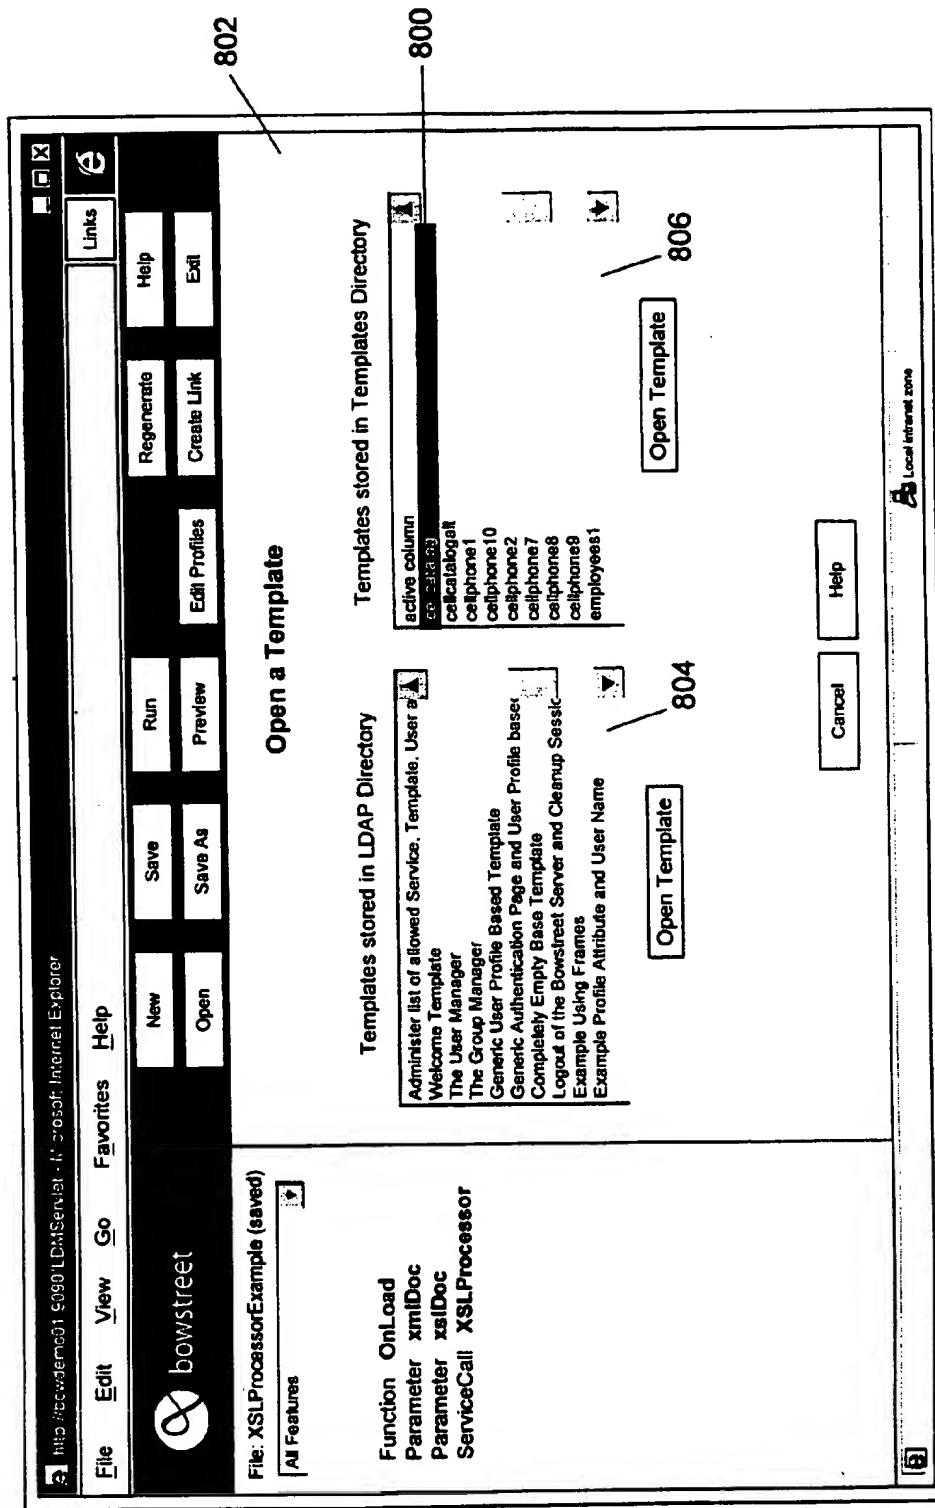 http://bowdemo01:9090/LDMServlet - Microsoft Internet Explorer
File Edit View Go Favorites Help
Links
bowstreet
New Save Run Regenerate Help
Open Save As Preview Edit Profiles Create Link Exit
File: XSLProcessorExample (saved)
All Features
Function OnLoad
Parameter xmlDoc
Parameter xslDoc
ServiceCall XSLProcessor
Open a Template
Templates stored in LDAP Directory
Administer list of allowed Service, Template, User a
Welcome Template
The User Manager
The Group Manager
Generic User Profile Based Template
Generic Authentication Page and User Profile based
Completely Empty Base Template
Logout of the Bowstreet Server and Cleanup Sessic
Example Using Frames
Example Profile Attribute and User Name
804
Open Template
Templates stored in Templates Directory
active column
cellcatalogalt
cellphone1
cellphone10
cellphone2
cellphone7
cellphone8
cellphone9
employees1
806
Open Template
Cancel Help
Local intranet zone
802
800